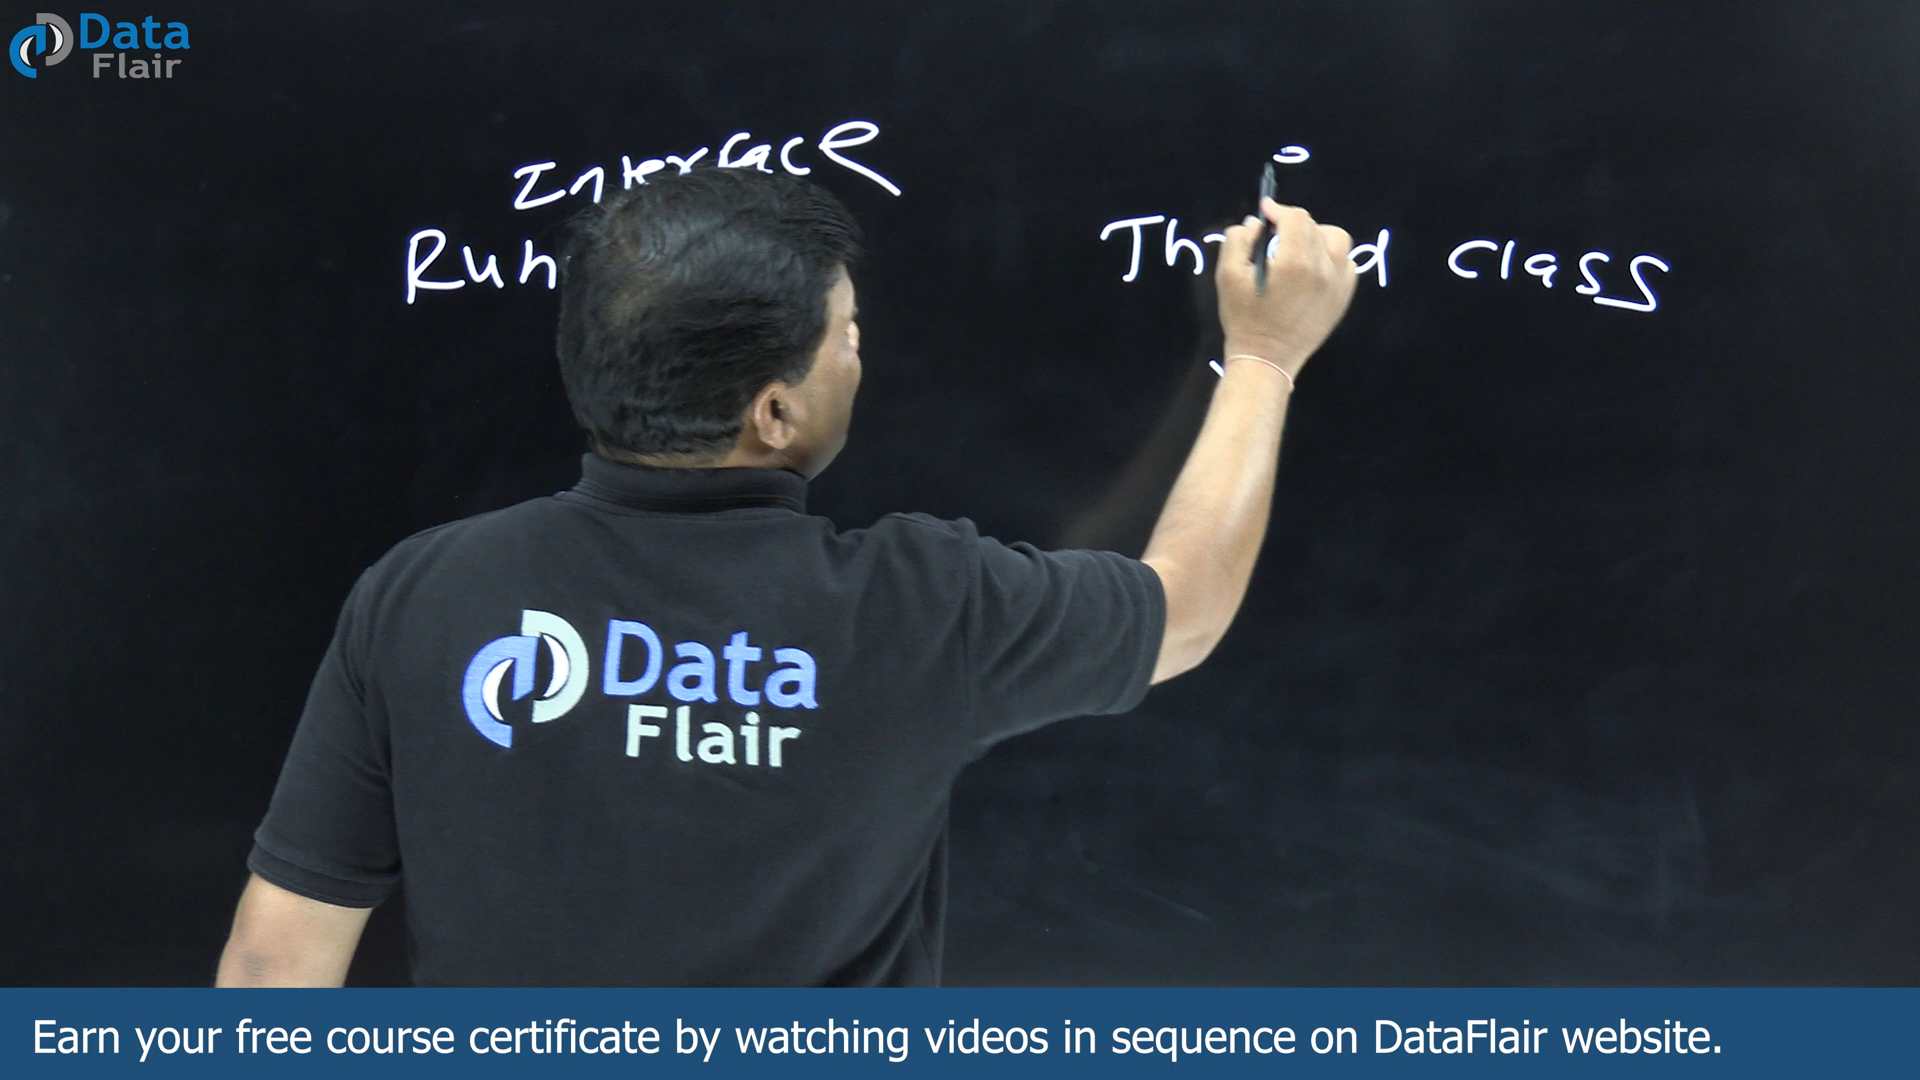 Data
Flair
Interface
Run
Class
Data
Flair
Earn your free course certificate by watching videos in sequence on DataFlair website.